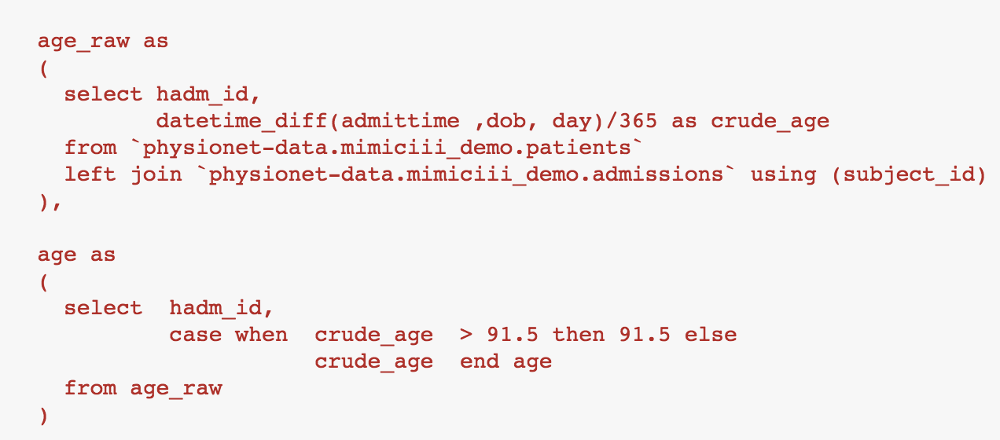 age_raw as
(
  select hadm_id,
         datetime_diff(admittime ,dob, day)/365 as crude_age
  from `physionet-data.mimiciii_demo.patients`
  left join `physionet-data.mimiciii_demo.admissions` using (subject_id)
),

age as
(
  select  hadm_id,
          case when  crude_age  > 91.5 then 91.5 else
                     crude_age  end age
  from age_raw
)